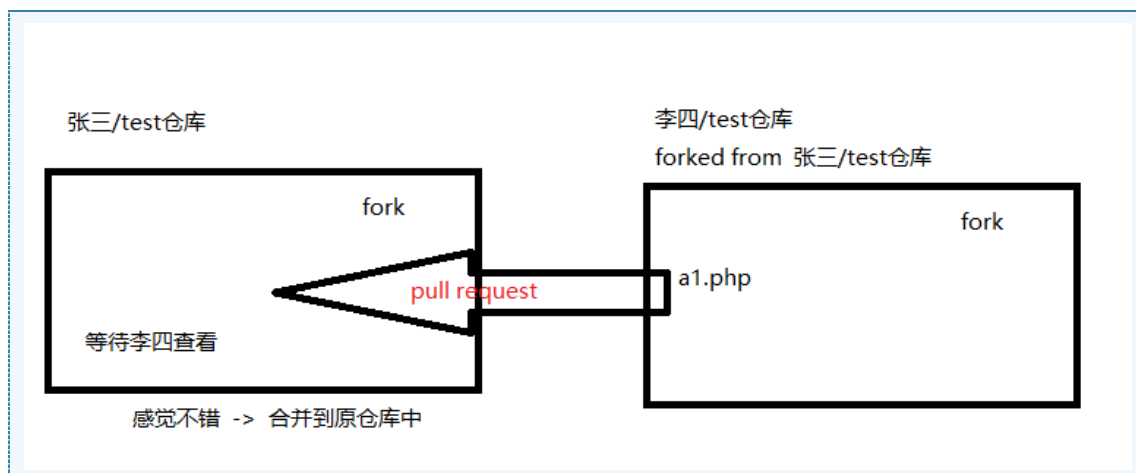 张三/test仓库
李四/test仓库
forked from 张三/test仓库
fork
fork
a1.php
pull request
等待李四查看
感觉不错 -> 合并到原仓库中